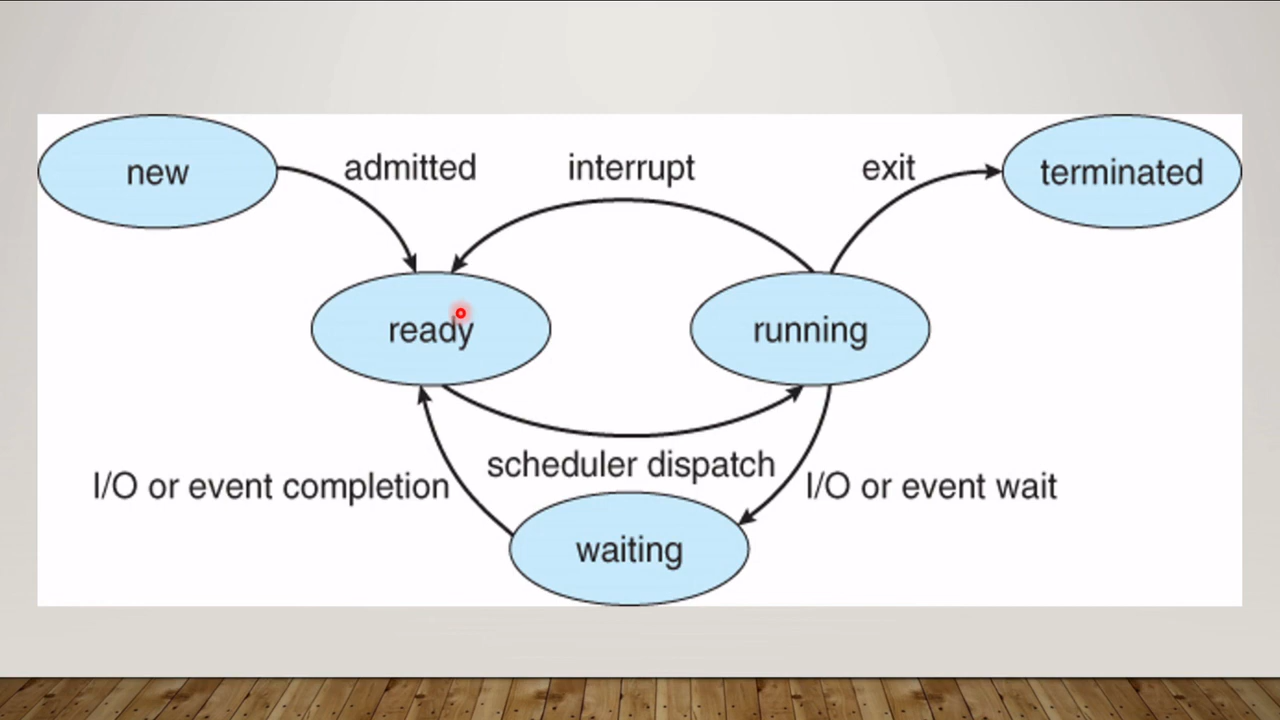 new
admitted
interrupt
exit
terminated
ready
running
scheduler dispatch
I/O or event completion
I/O or event wait
waiting